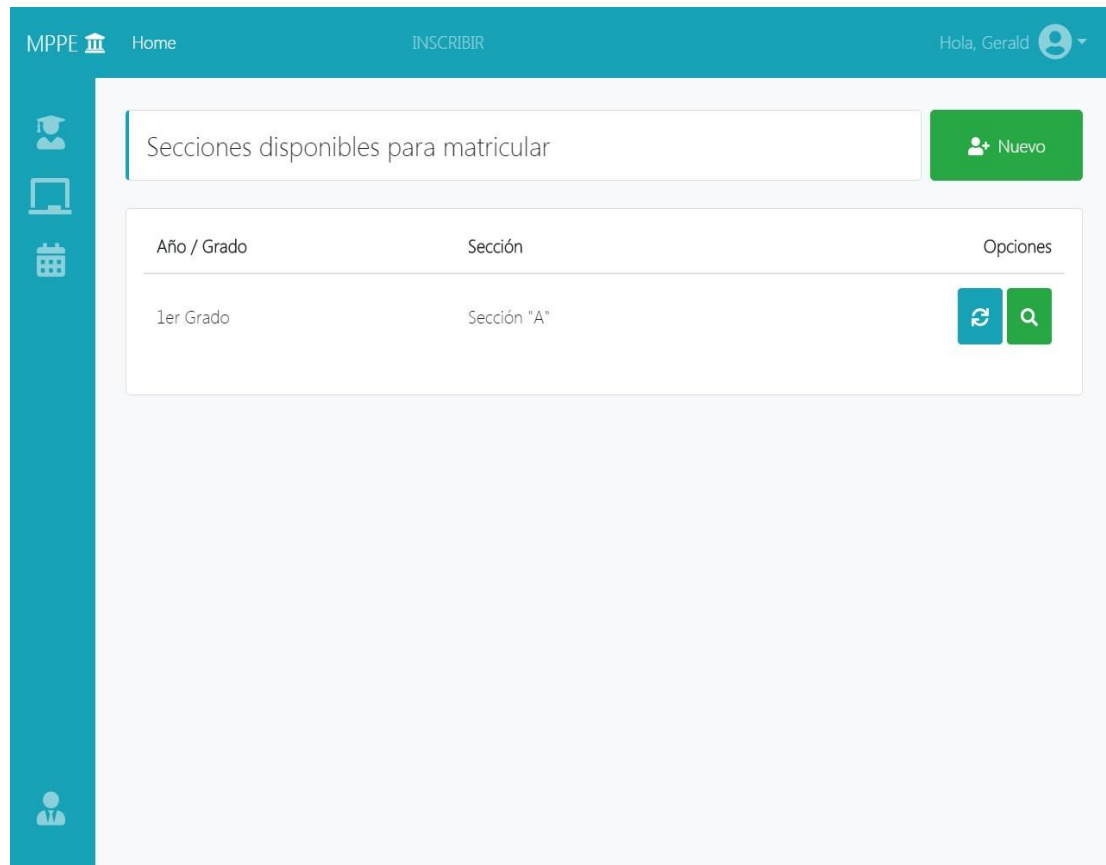 MPPE Home INSCRIBIR Hola, Gerald
Secciones disponibles para matricular Nuevo
Año / Grado Sección Opciones
1er Grado Sección "A"